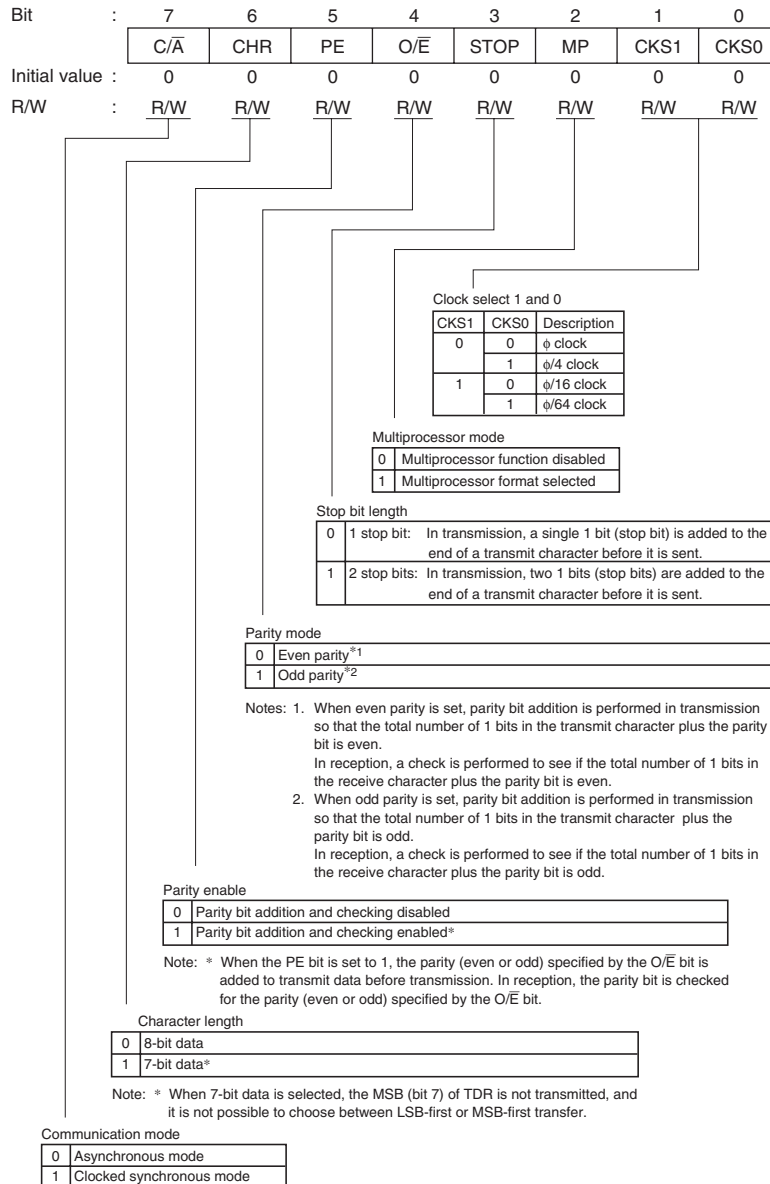 Bit : 7 6 5 4 3 2 1 0
C/A̅ CHR PE O/E̅ STOP MP CKS1 CKS0
Initial value : 0 0 0 0 0 0 0 0
R/W : R/W R/W R/W R/W R/W R/W R/W R/W
Clock select 1 and 0
CKS1 CKS0 Description
0 0 ϕ clock
1 ϕ/4 clock
1 0 ϕ/16 clock
1 ϕ/64 clock
Multiprocessor mode
0 Multiprocessor function disabled
1 Multiprocessor format selected
Stop bit length
0 1 stop bit: In transmission, a single 1 bit (stop bit) is added to the
end of a transmit character before it is sent.
1 2 stop bits: In transmission, two 1 bits (stop bits) are added to the
end of a transmit character before it is sent.
Parity mode
0 Even parity*1
1 Odd parity*2
Notes: 1. When even parity is set, parity bit addition is performed in transmission
so that the total number of 1 bits in the transmit character plus the parity
bit is even.
In reception, a check is performed to see if the total number of 1 bits in
the receive character plus the parity bit is even.
2. When odd parity is set, parity bit addition is performed in transmission
so that the total number of 1 bits in the transmit character plus the
parity bit is odd.
In reception, a check is performed to see if the total number of 1 bits in
the receive character plus the parity bit is odd.
Parity enable
0 Parity bit addition and checking disabled
1 Parity bit addition and checking enabled*
Note: * When the PE bit is set to 1, the parity (even or odd) specified by the O/E̅ bit is
added to transmit data before transmission. In reception, the parity bit is checked
for the parity (even or odd) specified by the O/E̅ bit.
Character length
0 8-bit data
1 7-bit data*
Note: * When 7-bit data is selected, the MSB (bit 7) of TDR is not transmitted, and
it is not possible to choose between LSB-first or MSB-first transfer.
Communication mode
0 Asynchronous mode
1 Clocked synchronous mode